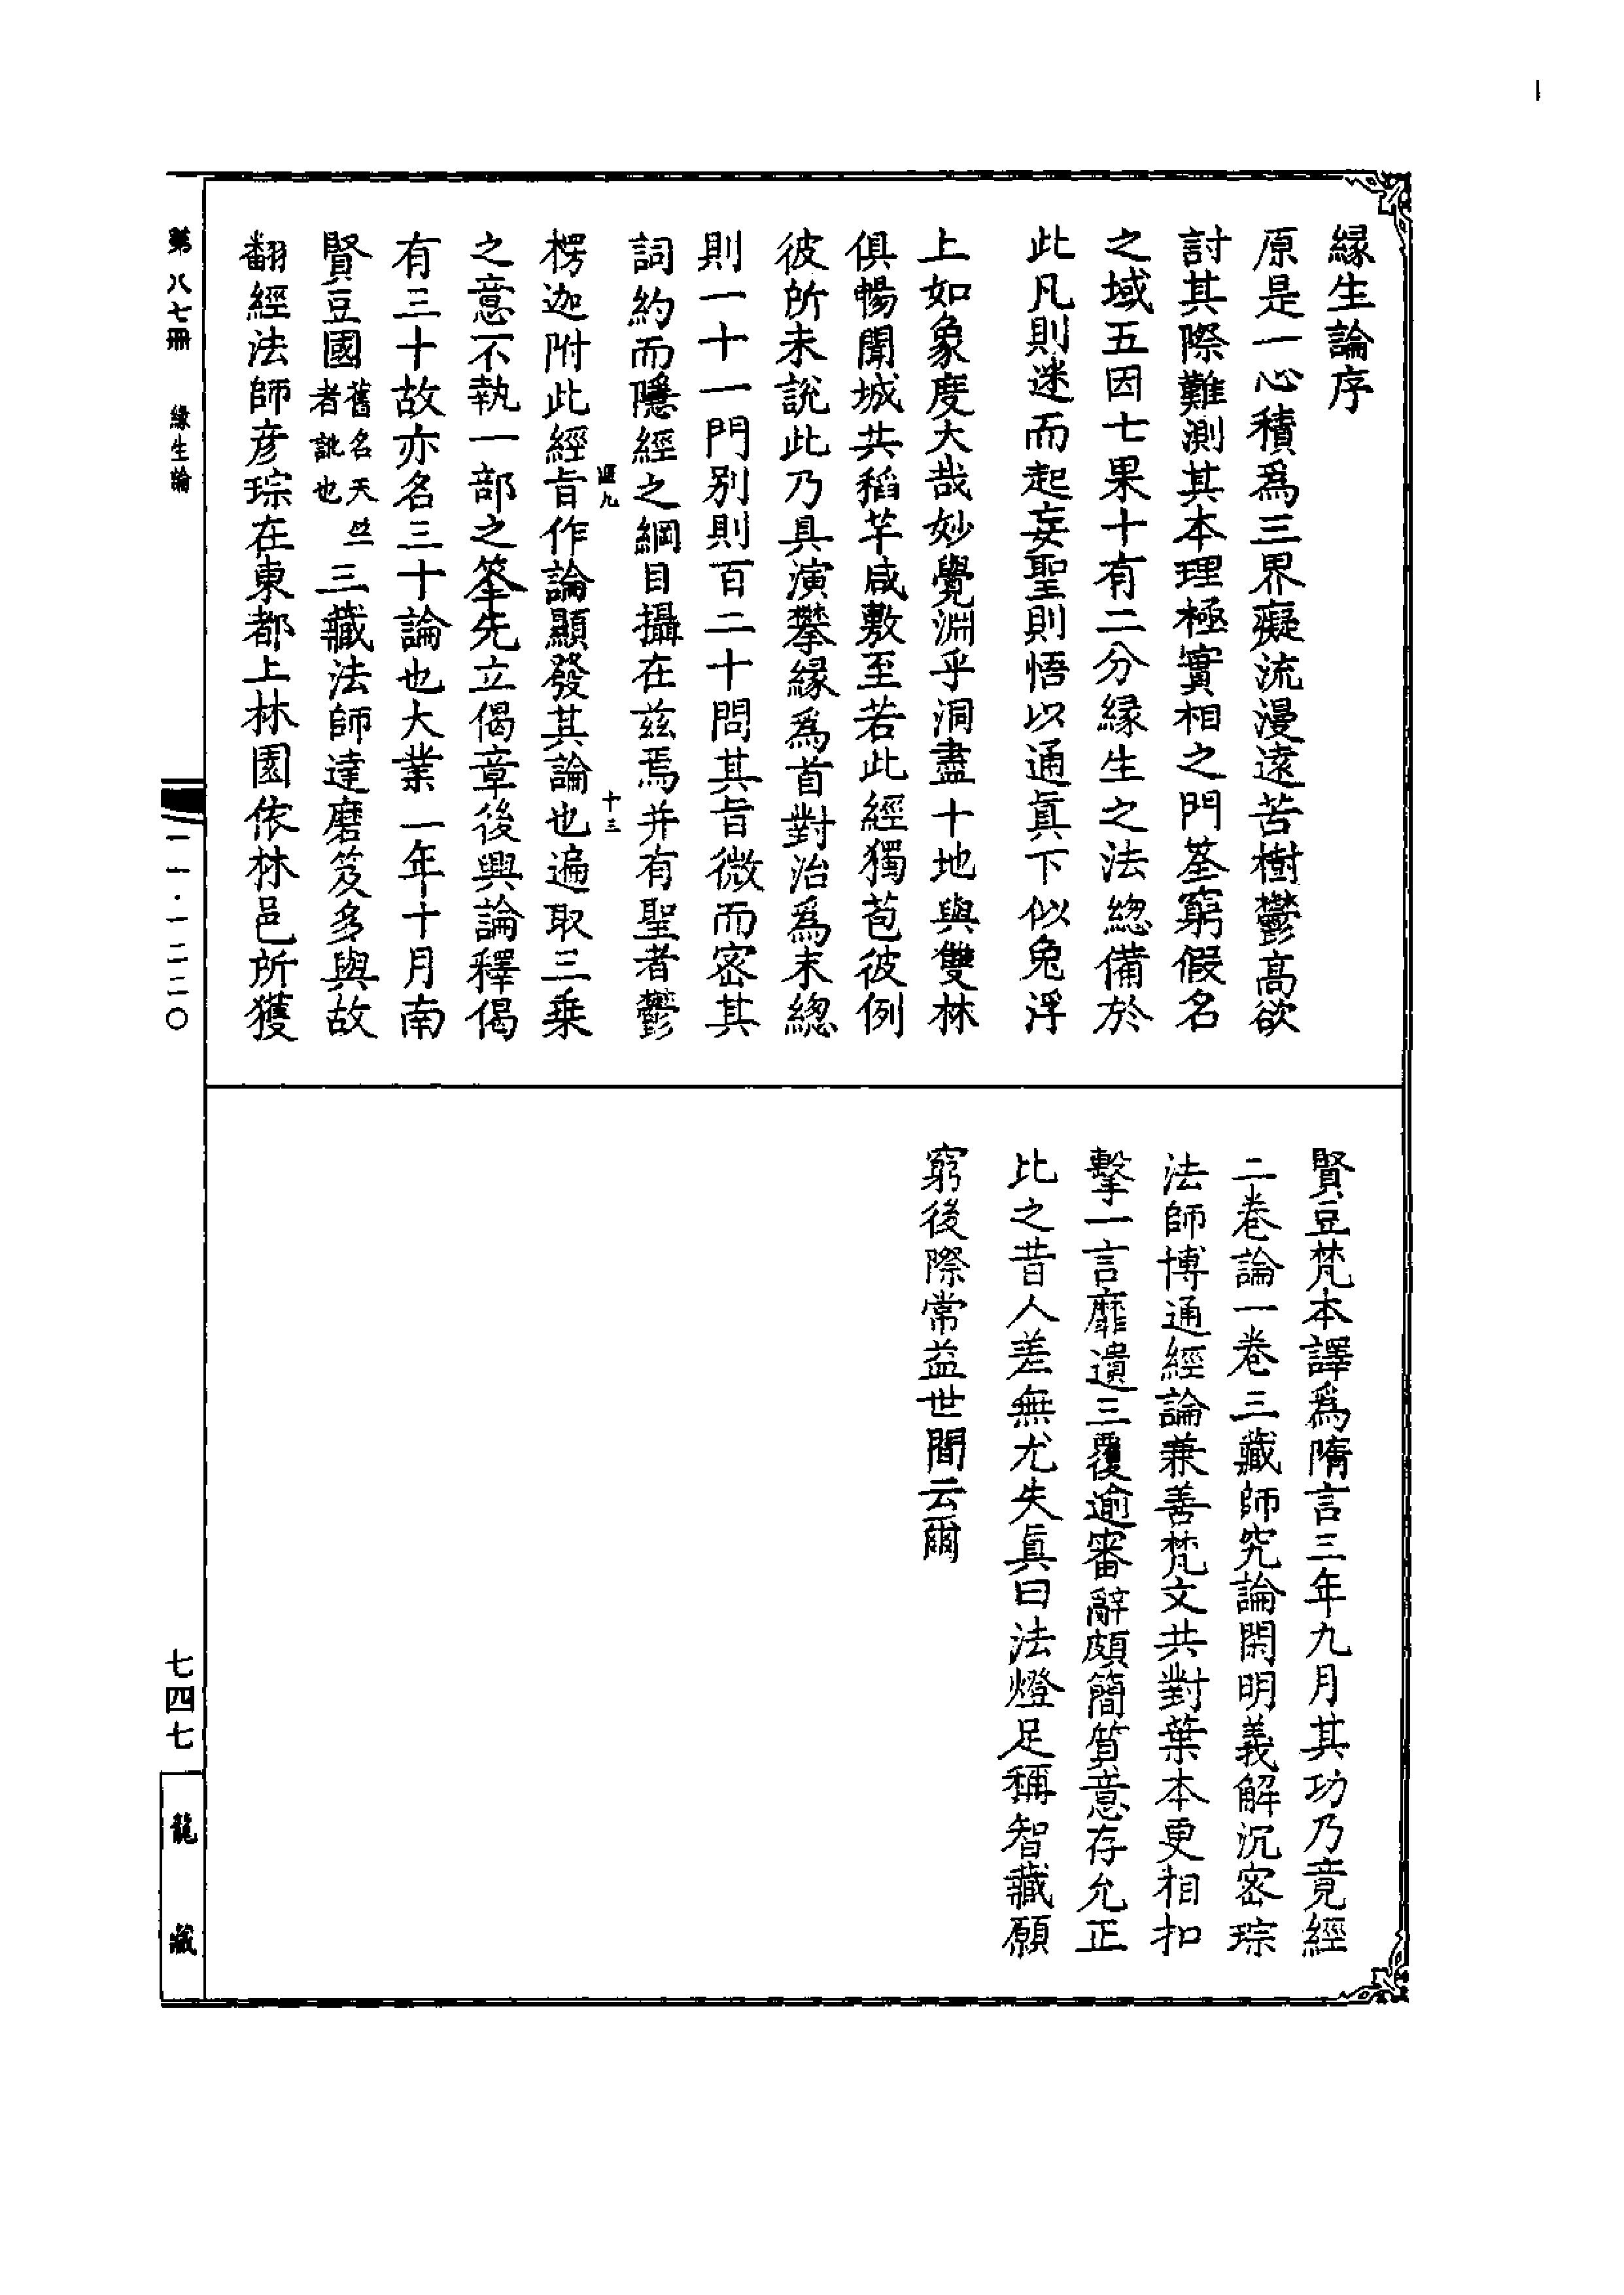 緣生論序
原是一心積爲三界癡流漫遠苦樹鬱高欲
討其際難測其本理極實相之門筌窮假名
之域五因七果十有二分緣生之法總備於
此凡則迷而起妄聖則悟以通眞下似兔浮
上如象度大哉妙覺淵乎洞盡十地與雙林
俱暢聞城共稻芉咸敷至若此經獨苞彼例
彼所未說此乃具演攀緣爲首對治爲末總
則一十一門別則百二十問其旨微而密其
詞約而隱經之綱目攝在兹焉并有聖者鬱
匪九
十三
楞迦附此經旨作論顯發其論也遍取三乗
之意不執一部之筌先立偈章後興論釋偈
有三十故亦名三十論也大業二年十月南
賢豆國舊名天竺者訛也三藏法師達磨笈多與故
翻經法師彥琮在東都上林園依林邑所獲
賢豆梵本譯爲隋言三年九月其功乃竟經
二卷論一卷三藏師究論閑明義解沉密琮
法師博通經論兼善梵文共對葉本更相扣
擊一言靡遺三覆逾審辭頗簡質意存允正
比之昔人差無尤失眞曰法燈足稱智藏願
窮後際常益世間云爾
第八七冊
緣生論
一一·一二二〇
七四七
龍藏